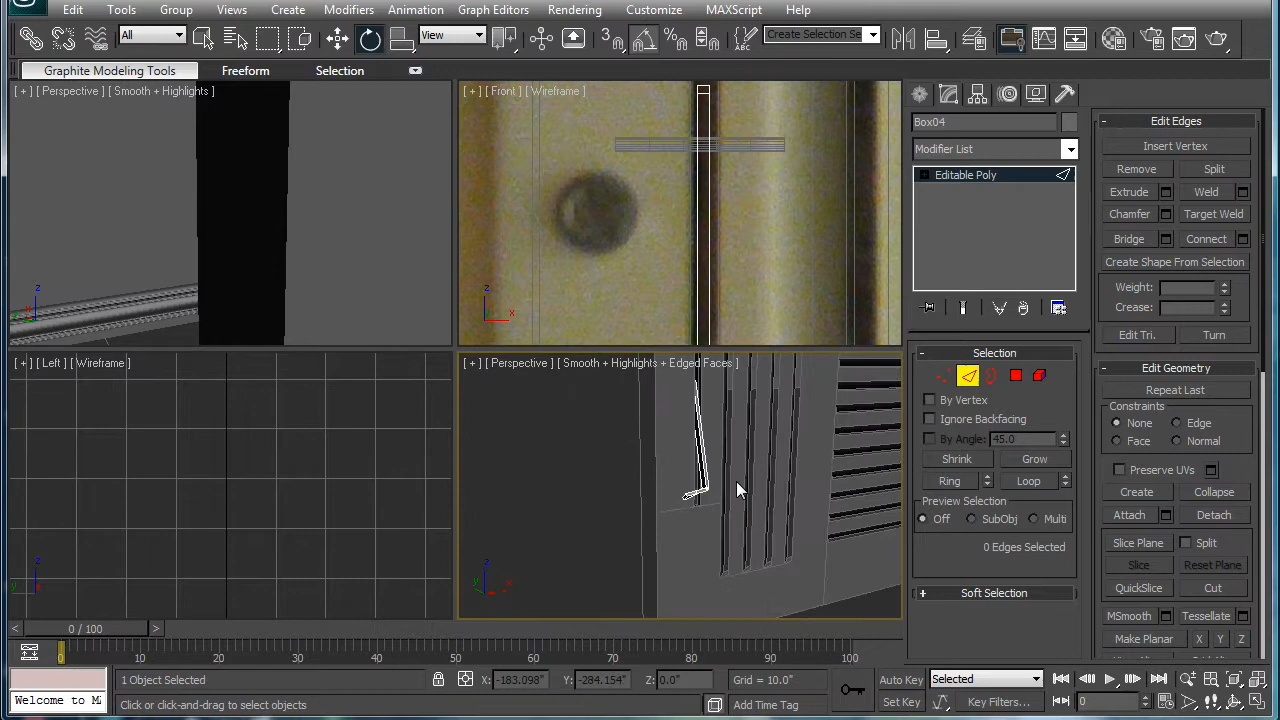 Edit Tools Group Views Create Modifiers Animation Graph Editors Rendering Customize MAXScript Help
All View 3 Create Selection Se
Graphite Modeling Tools Freeform Selection
[ + ] [ Perspective ] [ Smooth + Highlights ]
[ + ] [ Front ] [ Wireframe ]
z
x
z
x
Box04
Modifier List
Editable Poly
- Edit Edges
Insert Vertex
Remove Split
Extrude Weld
Chamfer Target Weld
Bridge Connect
Create Shape From Selection
Weight:
Crease:
Edit Tri. Turn
[ + ] [ Left ] [ Wireframe ]
[ + ] [ Perspective ] [ Smooth + Highlights + Edged Faces ]
z
y
z
y x
- Selection
By Vertex
Ignore Backfacing
By Angle: 45.0
Shrink Grow
Ring Loop
Preview Selection
Off SubObj Multi
0 Edges Selected
+ Soft Selection
- Edit Geometry
Repeat Last
Constraints
None Edge
Face Normal
Preserve UVs
Create Collapse
Attach Detach
Slice Plane Split
Slice Reset Plane
QuickSlice Cut
MSmooth Tessellate
Make Planar X Y Z
< 0 / 100 >
0 10 20 30 40 50 60 70 80 90 100
1 Object Selected X: -183.098" Y: -284.154" Z: 0.0" Grid = 10.0" Auto Key Selected
Welcome to M Click or click-and-drag to select objects Add Time Tag Set Key Key Filters... 0